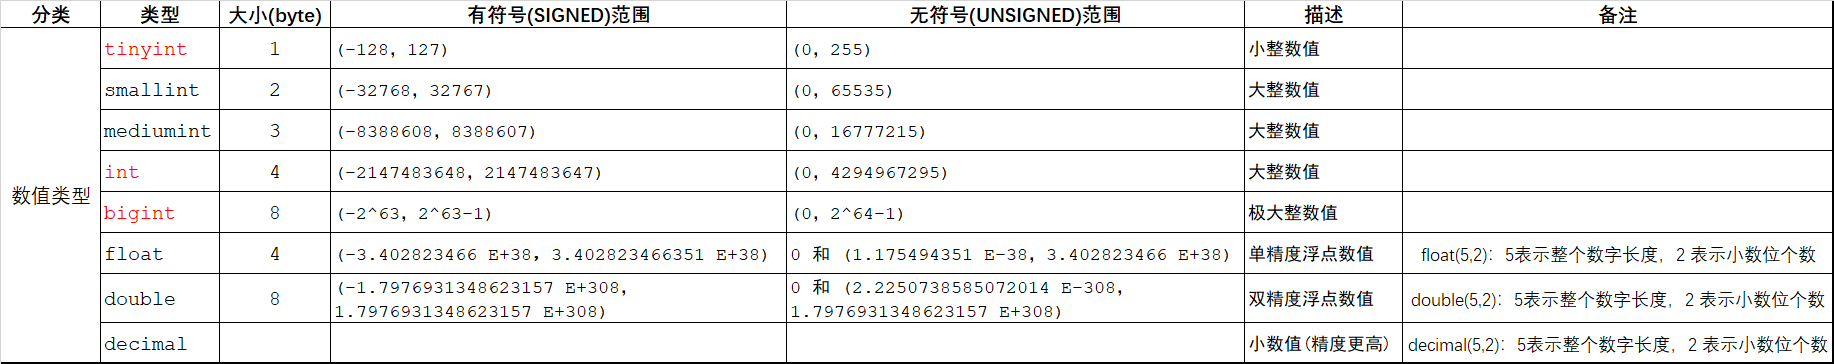 分类 类型 大小(byte) 有符号(SIGNED)范围 无符号(UNSIGNED)范围 描述 备注
数值类型
tinyint 1 (-128, 127) (0, 255) 小整数值
smallint 2 (-32768, 32767) (0, 65535) 大整数值
mediumint 3 (-8388608, 8388607) (0, 16777215) 大整数值
int 4 (-2147483648, 2147483647) (0, 4294967295) 大整数值
bigint 8 (-2^63, 2^63-1) (0, 2^64-1) 极大整数值
float 4 (-3.402823466 E+38, 3.402823466351 E+38) 0 和 (1.175494351 E-38, 3.402823466 E+38) 单精度浮点数值 float(5,2)：5表示整个数字长度，2 表示小数位个数
double 8 (-1.7976931348623157 E+308, 1.7976931348623157 E+308) 0 和 (2.2250738585072014 E-308, 1.7976931348623157 E+308) 双精度浮点数值 double(5,2)：5表示整个数字长度，2 表示小数位个数
decimal 小数值(精度更高) decimal(5,2)：5表示整个数字长度，2 表示小数位个数